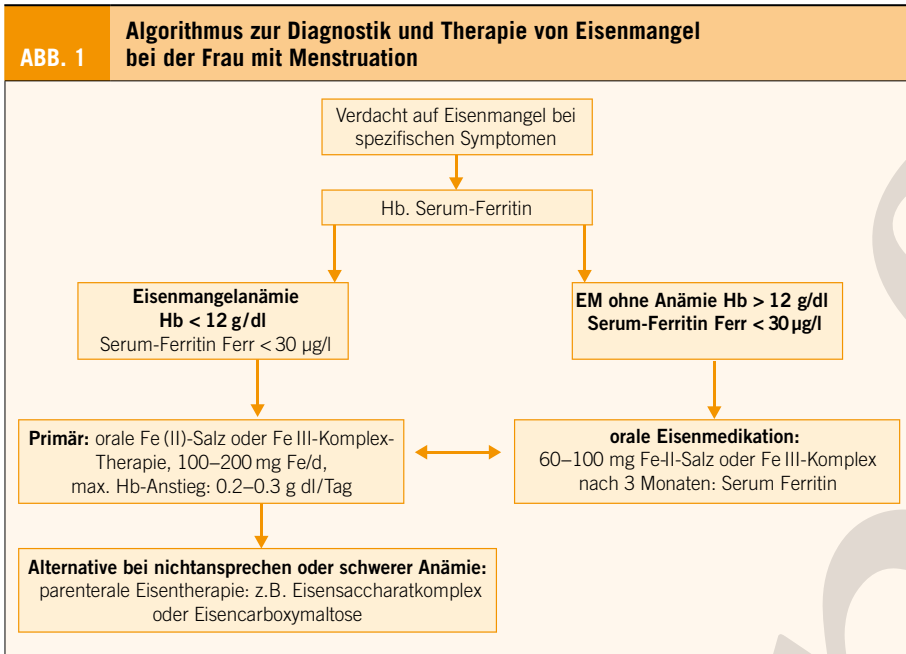 ABB. 1
Algorithmus zur Diagnostik und Therapie von Eisenmangel
bei der Frau mit Menstruation
Verdacht auf Eisenmangel bei
spezifischen Symptomen
Hb. Serum-Ferritin
Eisenmangelanämie
Hb < 12 g/dl
Serum-Ferritin Ferr < 30 µg/l
EM ohne Anämie Hb > 12 g/dl
Serum-Ferritin Ferr < 30 µg/l
Primär: orale Fe (II)-Salz oder Fe III-Komplex-
Therapie, 100–200 mg Fe/d,
max. Hb-Anstieg: 0.2–0.3 g dl/Tag
orale Eisenmedikation:
60–100 mg Fe-II-Salz oder Fe III-Komplex
nach 3 Monaten: Serum Ferritin
Alternative bei nichtansprechen oder schwerer Anämie:
parenterale Eisentherapie: z.B. Eisensaccharatkomplex
oder Eisencarboxymaltose